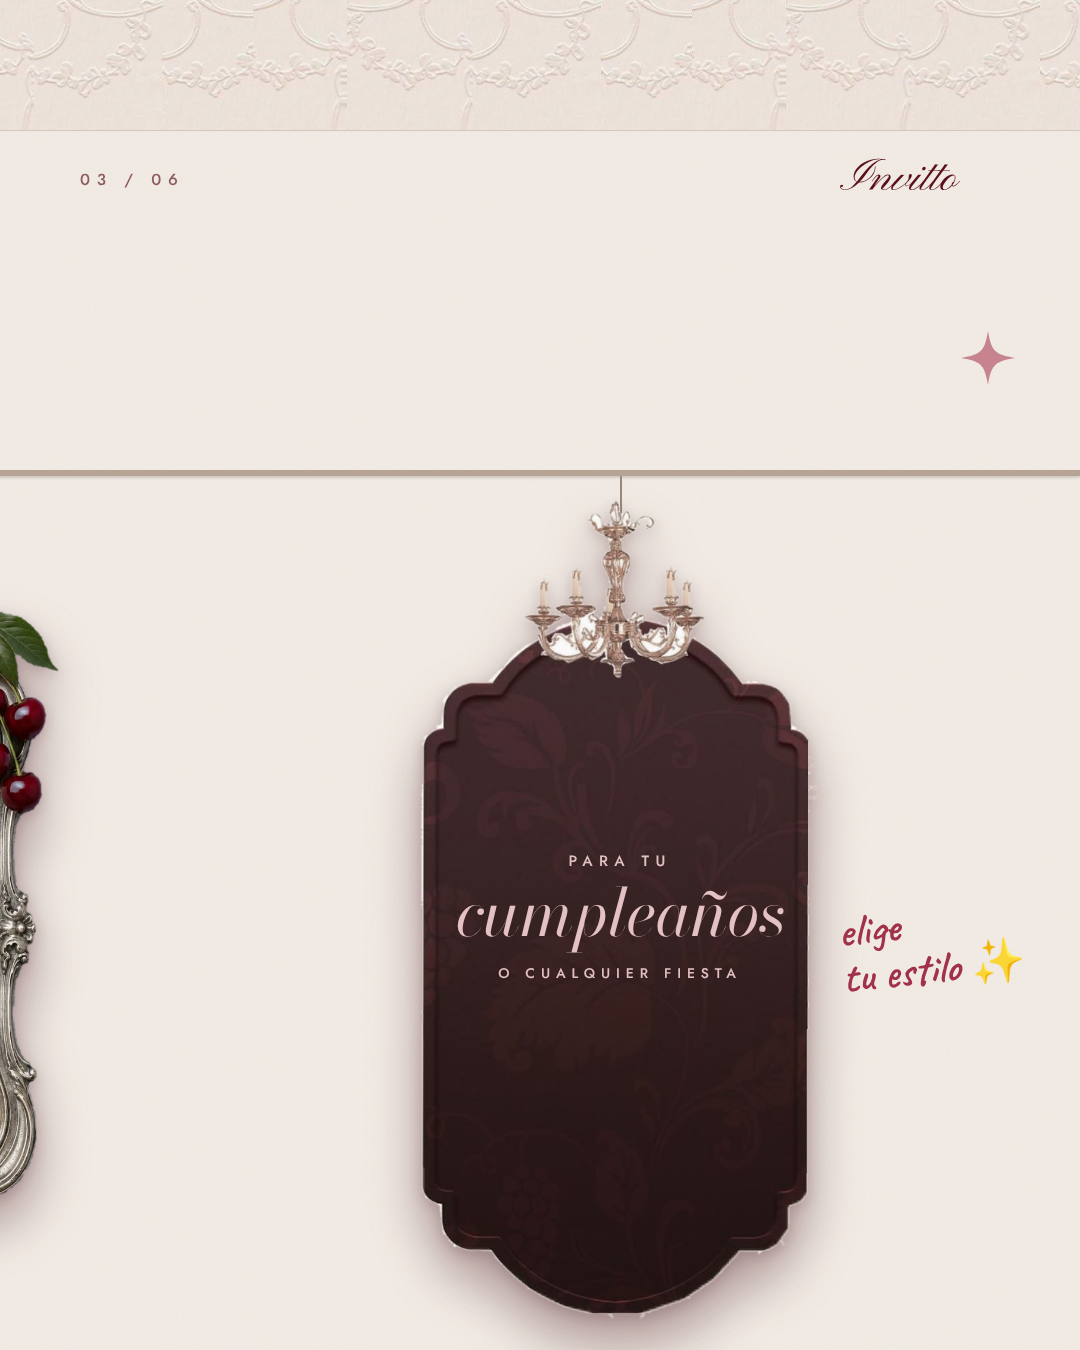 03 / 06
Invitto
PARA TU
cumpleaños
O CUALQUIER FIESTA
elige
tu estilo ✨